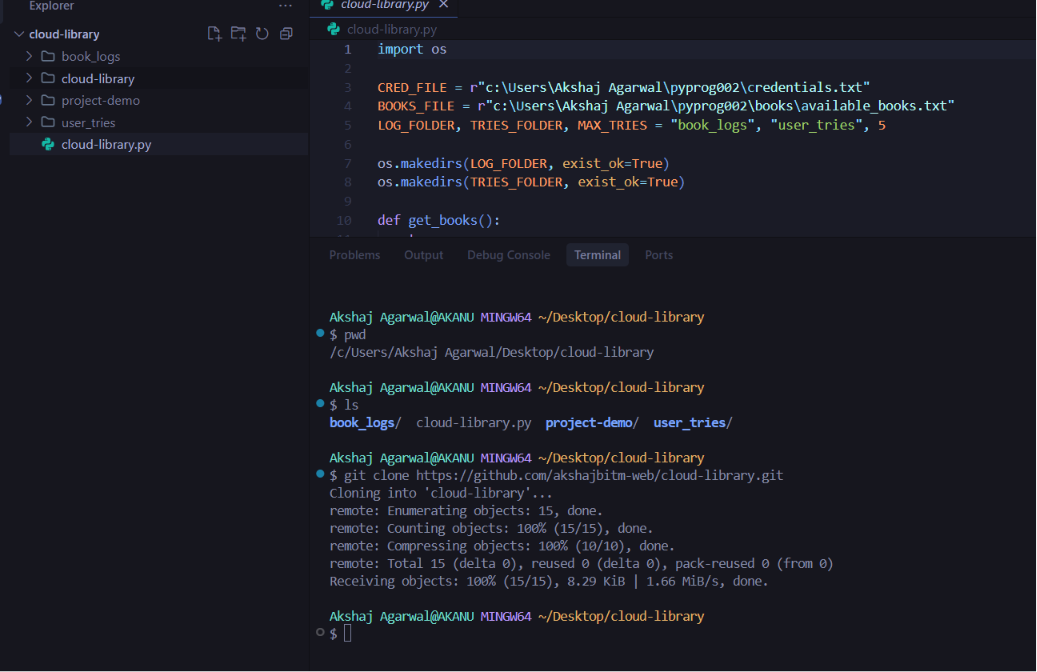 Explorer ...
cloud-library
book_logs
cloud-library
project-demo
user_tries
cloud-library.py
cloud-library.py
cloud-library.py
1 import os
2
3 CRED_FILE = r"c:\Users\Akshaj Agarwal\pyprog002\credentials.txt"
4 BOOKS_FILE = r"c:\Users\Akshaj Agarwal\pyprog002\books\available_books.txt"
5 LOG_FOLDER, TRIES_FOLDER, MAX_TRIES = "book_logs", "user_tries", 5
6
7 os.makedirs(LOG_FOLDER, exist_ok=True)
8 os.makedirs(TRIES_FOLDER, exist_ok=True)
9
10 def get_books():
Problems Output Debug Console Terminal Ports
Akshaj Agarwal@AKANU MINGW64 ~/Desktop/cloud-library
$ pwd
/c/Users/Akshaj Agarwal/Desktop/cloud-library
Akshaj Agarwal@AKANU MINGW64 ~/Desktop/cloud-library
$ ls
book_logs/ cloud-library.py project-demo/ user_tries/
Akshaj Agarwal@AKANU MINGW64 ~/Desktop/cloud-library
$ git clone https://github.com/akshajbitm-web/cloud-library.git
Cloning into 'cloud-library'...
remote: Enumerating objects: 15, done.
remote: Counting objects: 100% (15/15), done.
remote: Compressing objects: 100% (10/10), done.
remote: Total 15 (delta 0), reused 0 (delta 0), pack-reused 0 (from 0)
Receiving objects: 100% (15/15), 8.29 KiB | 1.66 MiB/s, done.
Akshaj Agarwal@AKANU MINGW64 ~/Desktop/cloud-library
$